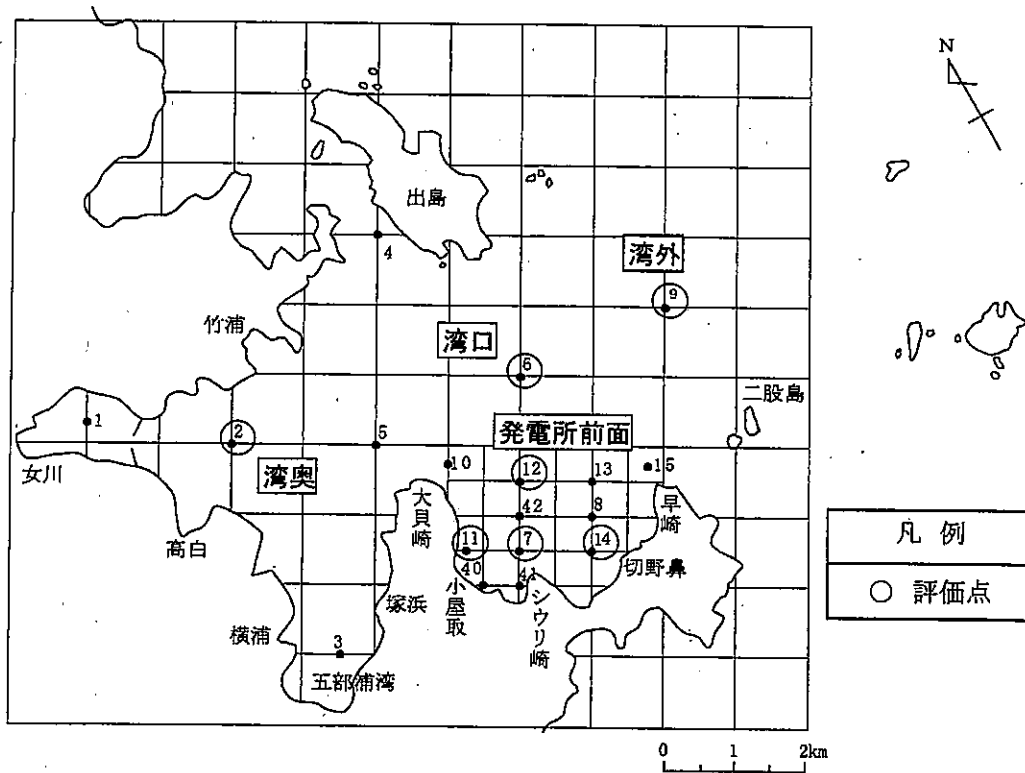 N
出島
4
湾外
9
竹浦
湾口
6
二股島
1
2
5
発電所前面
女川
湾奥
10
12
13
15
大貝崎
42
8
早崎
高白
11
7
14
40
41
切野鼻
小屋取
シウリ崎
塚浜
横浦
3
五部浦湾
凡例
○ 評価点
0 1 2km